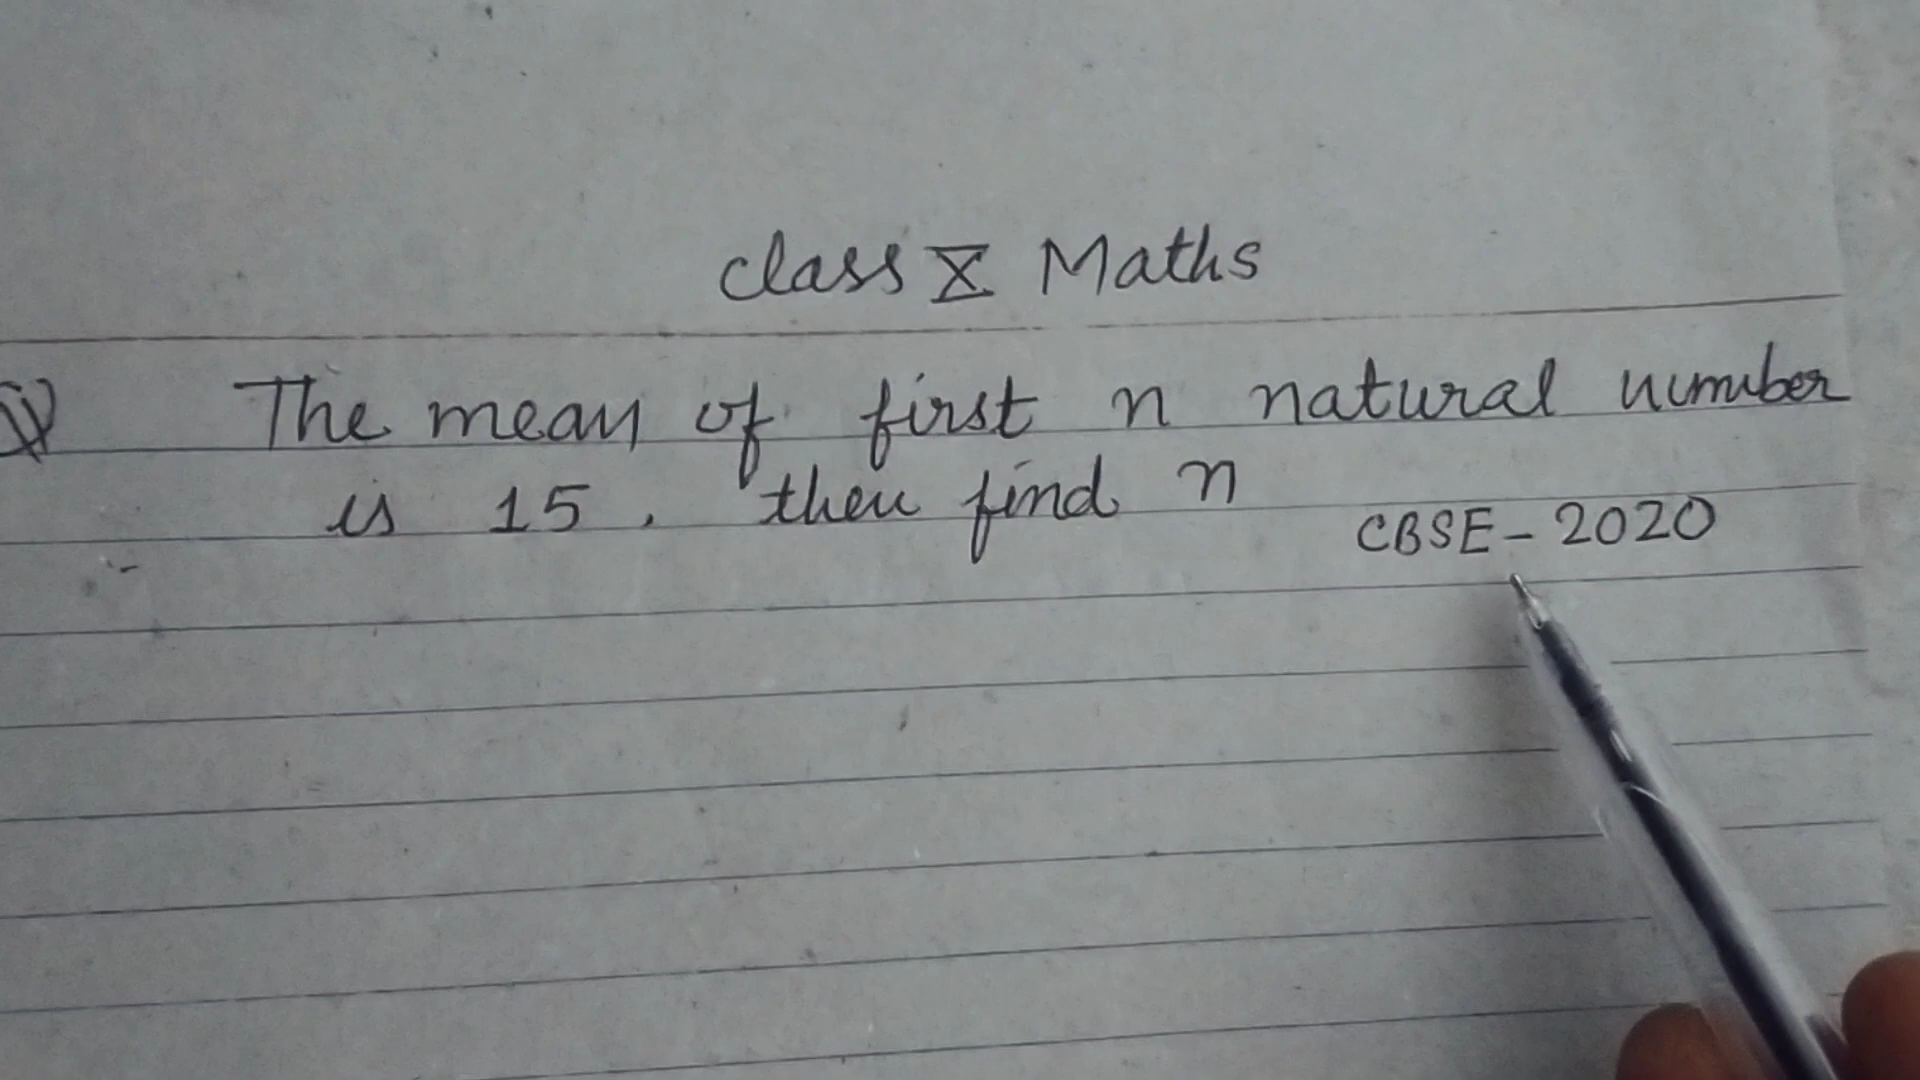 class X Maths
Q) The mean of first n natural number
is 15, then find n
CBSE-2020